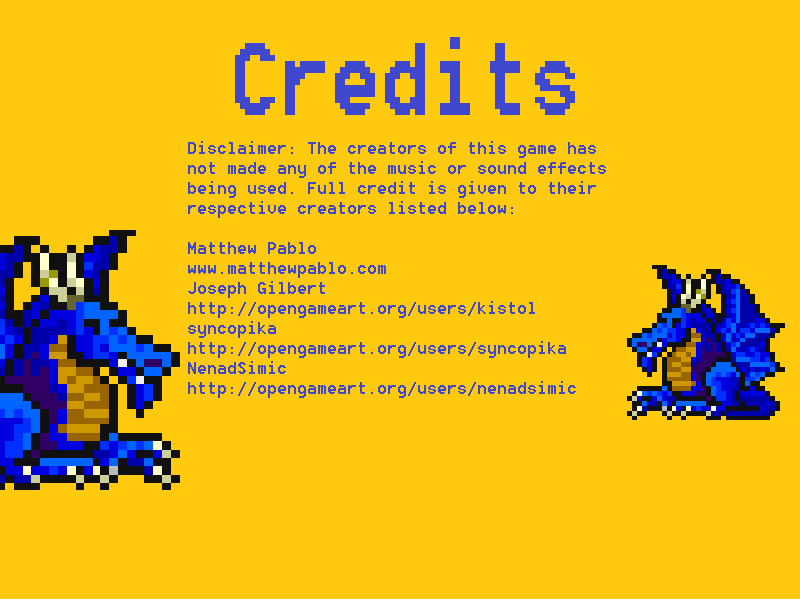 Credits
Disclaimer: The creators of this game has
not made any of the music or sound effects
being used. Full credit is given to their
respective creators listed below:
Matthew Pablo
www.matthewpablo.com
Joseph Gilbert
http://opengameart.org/users/kistol
syncopika
http://opengameart.org/users/syncopika
NenadSimic
http://opengameart.org/users/nenadsimic